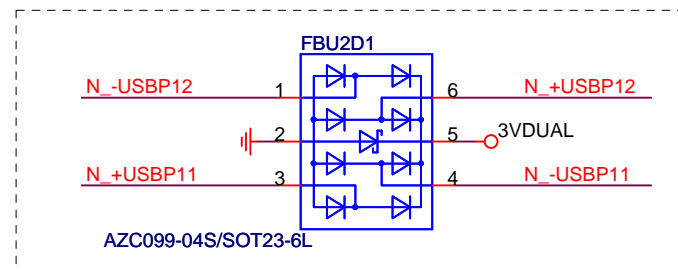 FBU2D1
N_-USBP12 1 6 N_+USBP12
2 5 3VDUAL
N_+USBP11 3 4 N_-USBP11
AZC099-04S/SOT23-6L